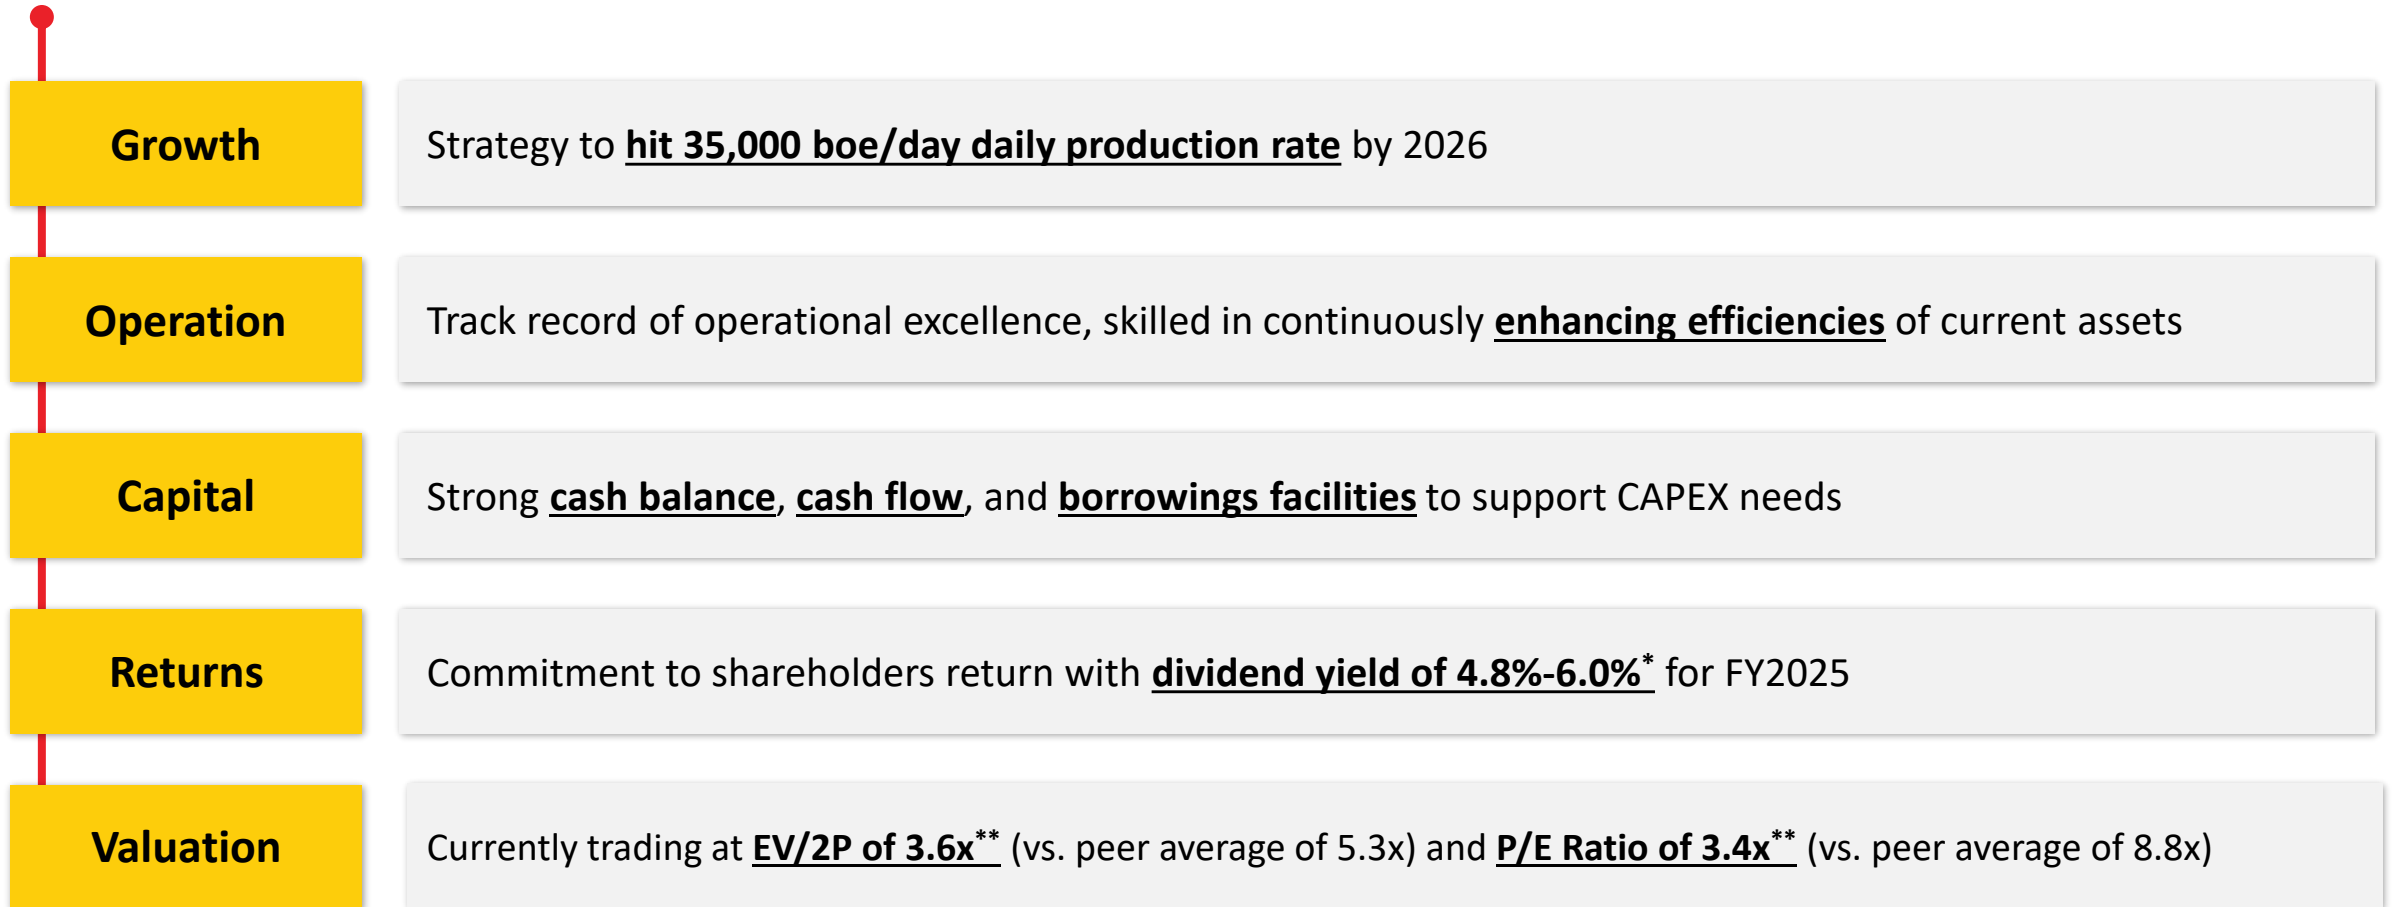 Growth
Strategy to hit 35,000 boe/day daily production rate by 2026
Operation
Track record of operational excellence, skilled in continuously enhancing efficiencies of current assets
Capital
Strong cash balance, cash flow, and borrowings facilities to support CAPEX needs
Returns
Commitment to shareholders return with dividend yield of 4.8%-6.0%* for FY2025
Valuation
Currently trading at EV/2P of 3.6x** (vs. peer average of 5.3x) and P/E Ratio of 3.4x** (vs. peer average of 8.8x)